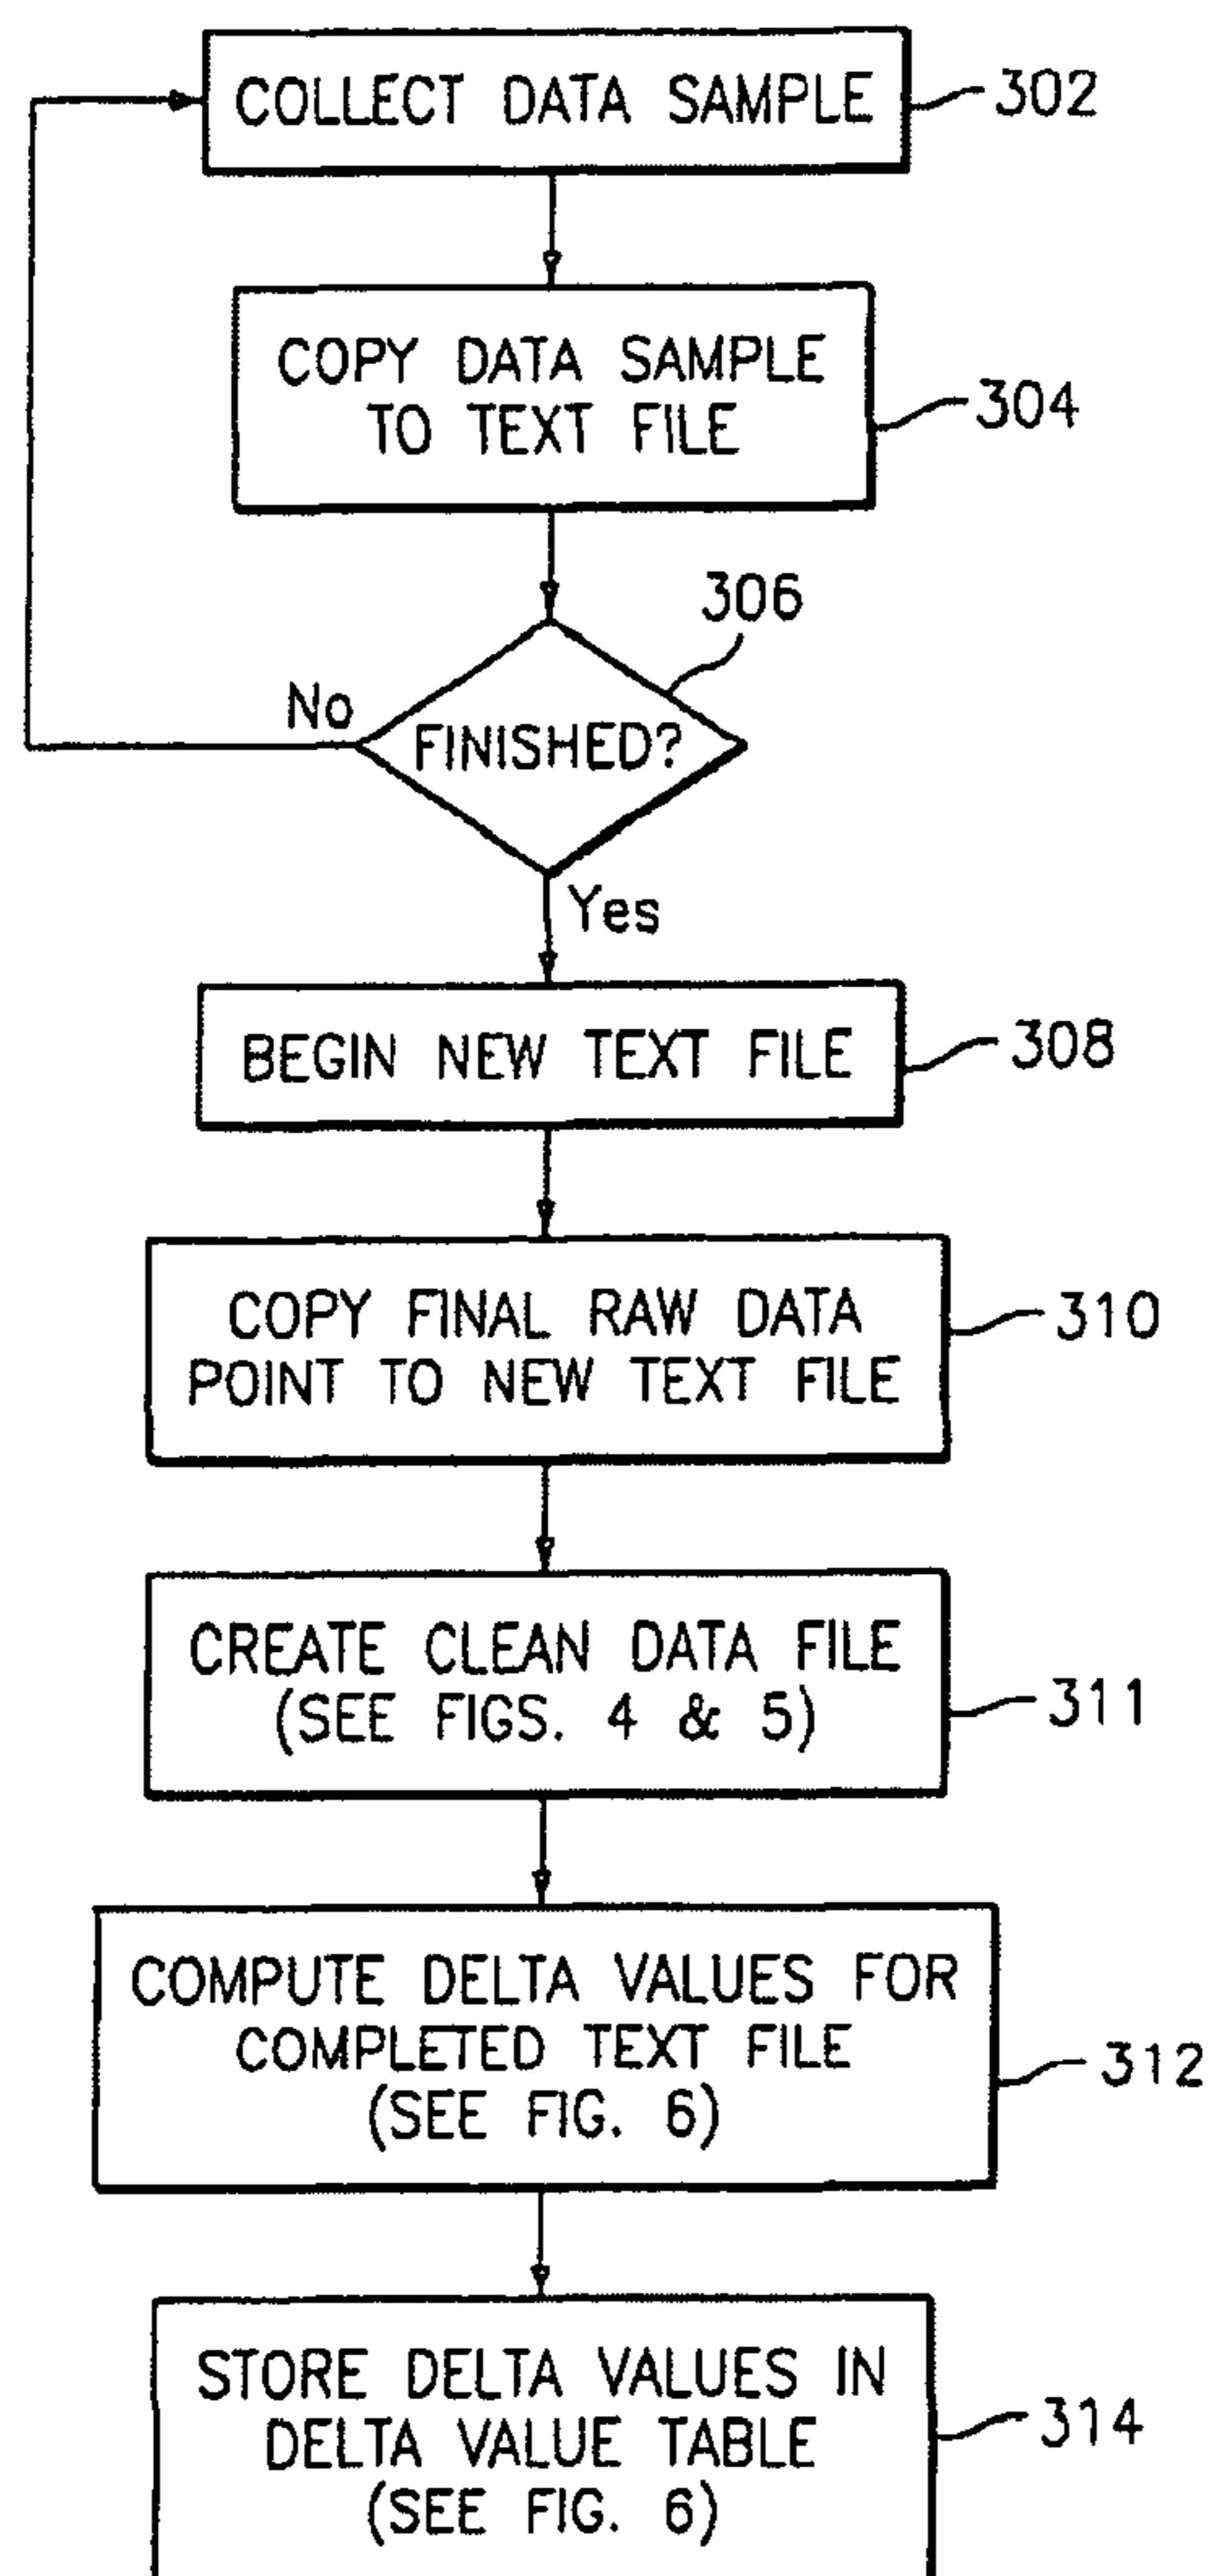 COLLECT DATA SAMPLE
302
COPY DATA SAMPLE
TO TEXT FILE
304
306
FINISHED?
No
Yes
BEGIN NEW TEXT FILE
308
COPY FINAL RAW DATA
POINT TO NEW TEXT FILE
310
CREATE CLEAN DATA FILE
(SEE FIGS. 4 & 5)
311
COMPUTE DELTA VALUES FOR
COMPLETED TEXT FILE
(SEE FIG. 6)
312
STORE DELTA VALUES IN
DELTA VALUE TABLE
(SEE FIG. 6)
314